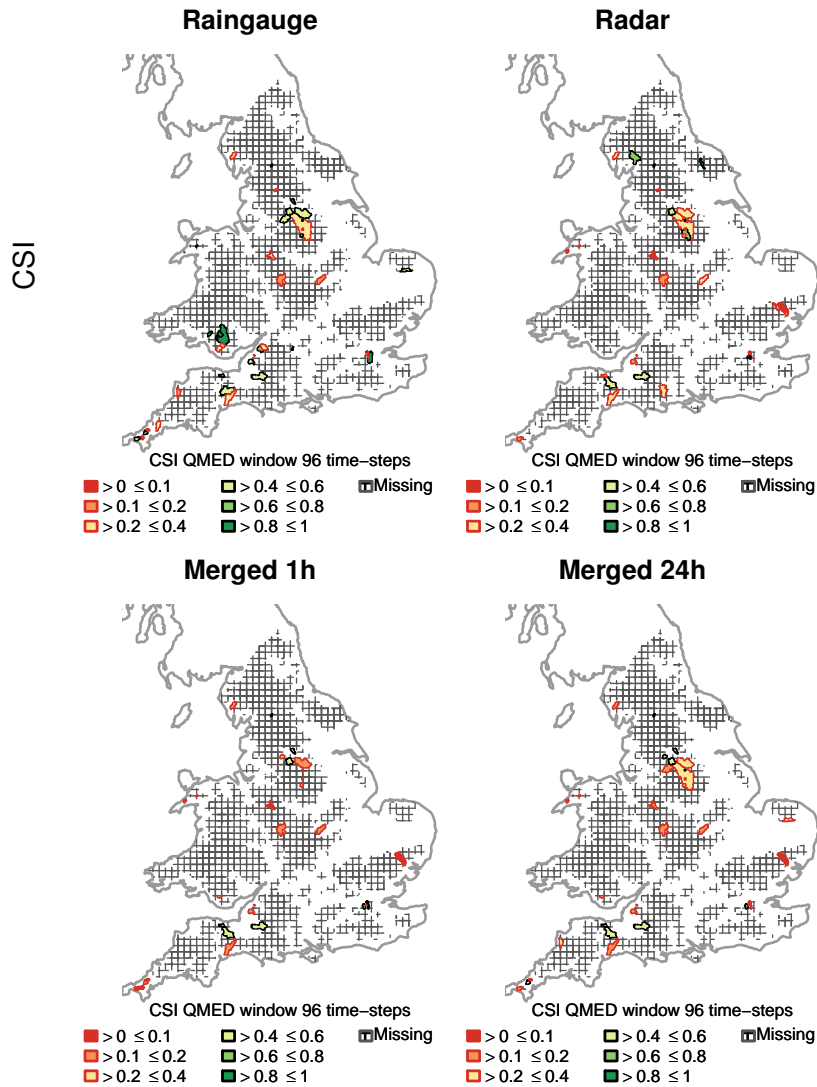 Raingauge Radar
CSI
CSI QMED window 96 time−steps CSI QMED window 96 time−steps
> 0 ≤ 0.1 > 0.4 ≤ 0.6 Missing > 0 ≤ 0.1 > 0.4 ≤ 0.6 Missing
> 0.1 ≤ 0.2 > 0.6 ≤ 0.8 > 0.1 ≤ 0.2 > 0.6 ≤ 0.8
> 0.2 ≤ 0.4 > 0.8 ≤ 1 > 0.2 ≤ 0.4 > 0.8 ≤ 1
Merged 1h Merged 24h
CSI QMED window 96 time−steps CSI QMED window 96 time−steps
> 0 ≤ 0.1 > 0.4 ≤ 0.6 Missing > 0 ≤ 0.1 > 0.4 ≤ 0.6 Missing
> 0.1 ≤ 0.2 > 0.6 ≤ 0.8 > 0.1 ≤ 0.2 > 0.6 ≤ 0.8
> 0.2 ≤ 0.4 > 0.8 ≤ 1 > 0.2 ≤ 0.4 > 0.8 ≤ 1